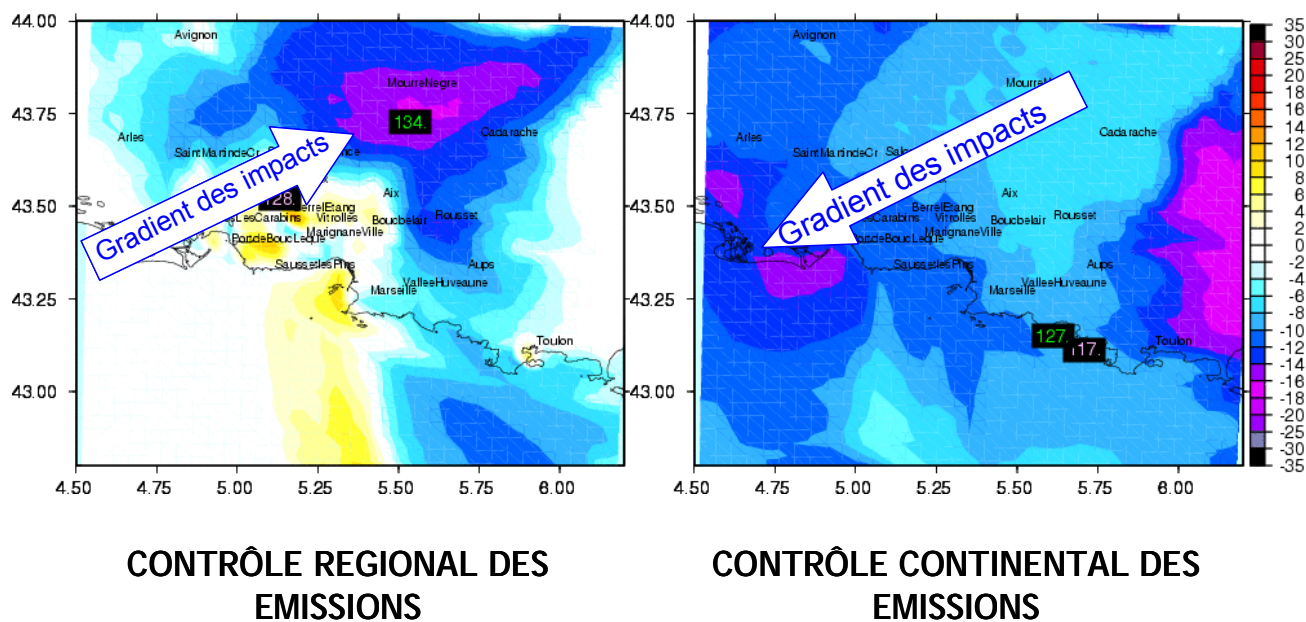 44.00
43.75
43.50
43.25
43.00
4.50 4.75 5.00 5.25 5.50 5.75 6.00
Avignon
MourreNegre
134.
Arles
Cadarache
SaintMartindeCr
Gradient des impacts
Aix
BerrelEtang
LesCarabins Vitrolles Boucbelair Rousset
MarignaneVille
PortdeBoucLeque
SaussetlesPins Aups
ValleeHuveaune
Marseille
Toulon
CONTRÔLE REGIONAL DES
EMISSIONS
44.00
43.75
43.50
43.25
43.00
4.50 4.75 5.00 5.25 5.50 5.75 6.00
Avignon
Arles
Cadarache
SaintMartindeCr
Gradient des impacts
Aix
BerrelEtang
Vitrolles Boucbelair Rousset
MarignaneVille
SaussetlesPins Aups
ValleeHuveaune
Marseille
127.
Toulon
35
30
25
20
18
16
14
12
10
8
6
4
2
0
-2
-4
-6
-8
-10
-12
-14
-16
-18
-20
-25
-30
-35
CONTRÔLE CONTINENTAL DES
EMISSIONS